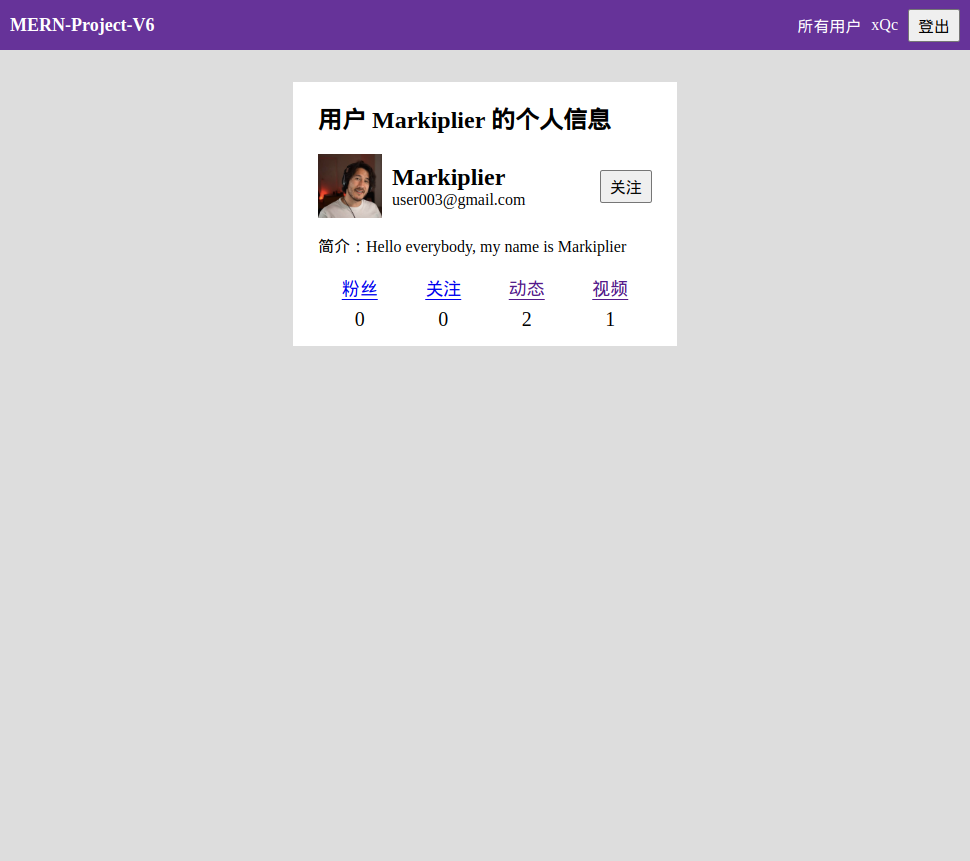 MERN-Project-V6
所有用户 xQc 登出
用户 Markiplier 的个人信息
Markiplier
user003@gmail.com
关注
简介：Hello everybody, my name is Markiplier
粉丝 关注 动态 视频
0 0 2 1